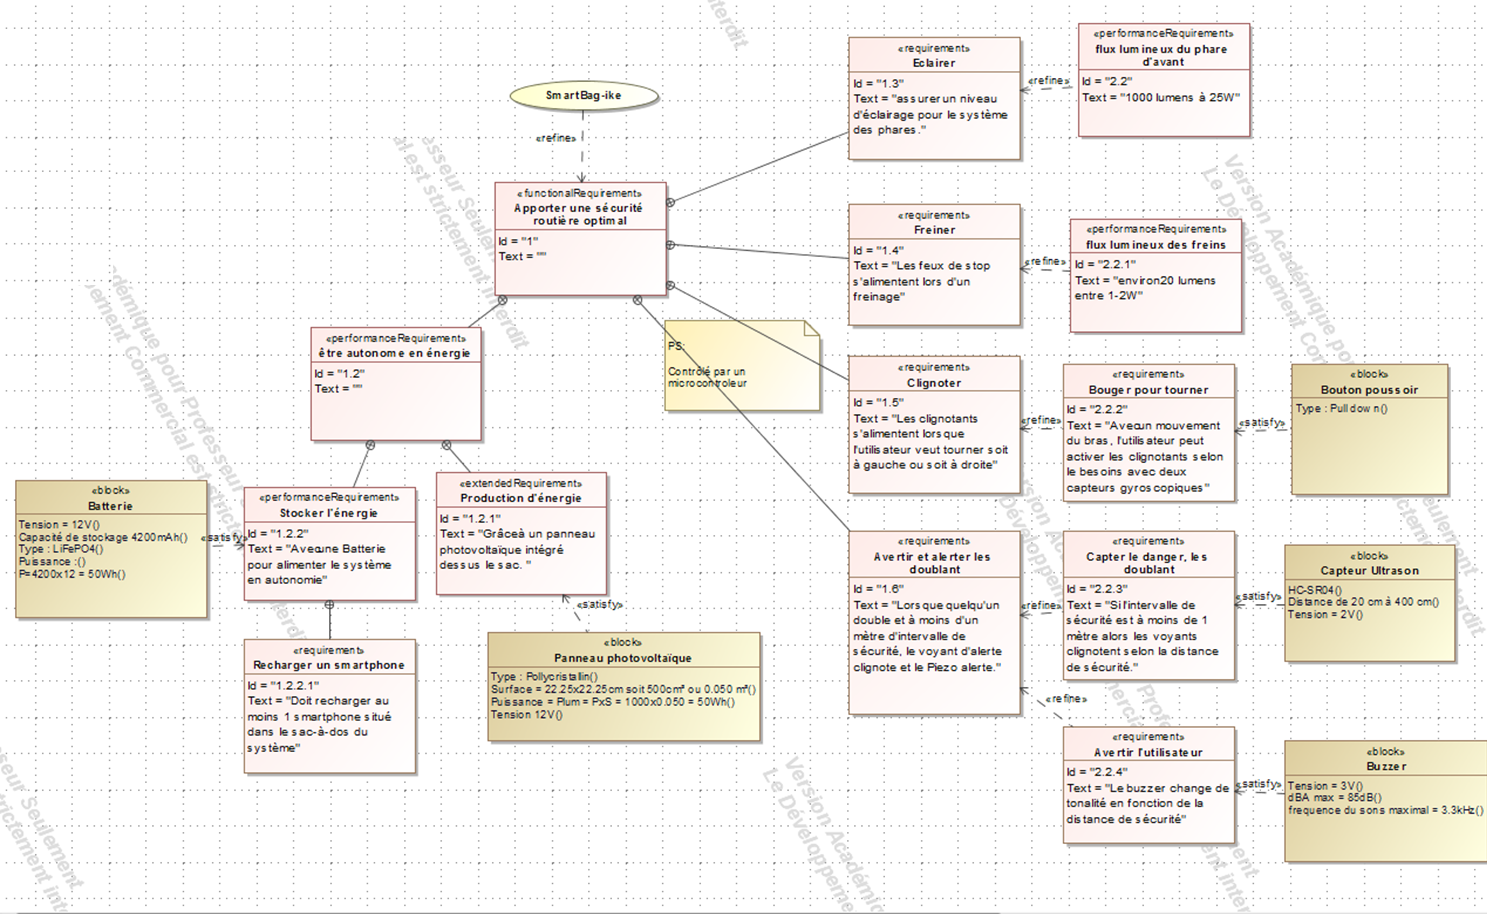 SmartBag-ike
«refine»
«functionalRequirement»
Apporter une sécurité
routière optimal
Id = "1"
Text = ""
«requirement»
Eclairer
Id = "1.3"
Text = "assurer un niveau
d'éclairage pour le système
des phares."
«refine»
«performanceRequirement»
flux lumineux du phare
d'avant
Id = "2.2"
Text = "1000 lumens à 25W"
«requirement»
Freiner
Id = "1.4"
Text = "Les feux de stop
s'alimentent lors d'un
freinage"
«refine»
«performanceRequirement»
flux lumineux des freins
Id = "2.2.1"
Text = "environ20 lumens
entre 1-2W"
PS:
Contrôlé par un
microcontroleur
«requirement»
Clignoter
Id = "1.5"
Text = "Les clignotants
s'alimentent lorsque
l'utilisateur veut tourner soit
à gauche ou soit à droite"
«refine»
«requirement»
Bouger pour tourner
Id = "2.2.2"
Text = "Avecun mouvement
du bras, l'utilisateur peut
activer les clignotants selon
le besoins avec deux
capteurs gyroscopiques"
«satisfy»
«block»
Bouton poussoir
Type : Pull down()
«performanceRequirement»
être autonome en énergie
Id = "1.2"
Text = ""
«block»
Batterie
Tension = 12V()
Capacité de stockage 4200mAh()
Type : LiFePO4()
Puissance :()
P=4200x12 = 50Wh()
«satisfy»
«performanceRequirement»
Stocker l'énergie
Id = "1.2.2"
Text = "Avecune Batterie
pour alimenter le système
en autonomie"
«extendedRequirement»
Production d'énergie
Id = "1.2.1"
Text = "Grâceà un panneau
photovoltaïque intégré
dessus le sac. "
«satisfy»
«requirement»
Recharger un smartphone
Id = "1.2.2.1"
Text = "Doit recharger au
moins 1 smartphone situé
dans le sac-à-dos du
système"
«block»
Panneau photovoltaïque
Type : Pollycristallin()
Surface = 22.25x22.25cm soit 500cm² ou 0.050 m²()
Puissance = Plum = PxS = 1000x0.050 = 50Wh()
Tension 12V()
«requirement»
Avertir et alerter les
doublant
Id = "1.6"
Text = "Lorsque quelqu'un
double et à moins d'un
mètre d'intervalle de
sécurité, le voyant d'alerte
clignote et le Piezo alerte."
«refine»
«requirement»
Capter le danger, les
doublant
Id = "2.2.3"
Text = "Si l'intervalle de
sécurité est à moins de 1
mètre alors les voyants
clignotent selon la distance
de sécurité."
«satisfy»
«block»
Capteur Ultrason
HC-SR04()
Distance de 20 cm à 400 cm()
Tension = 2V()
«refine»
«requirement»
Avertir l'utilisateur
Id = "2.2.4"
Text = "Le buzzer change de
tonalité en fonction de la
distance de sécurité"
«satisfy»
«block»
Buzzer
Tension = 3V()
dBA max = 85dB()
frequence du sons maximal = 3.3kHz()